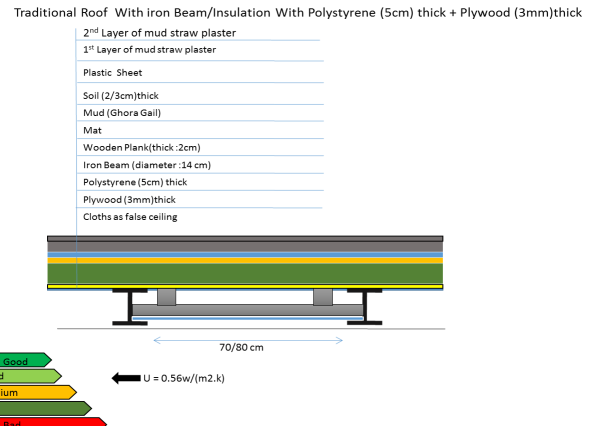 Traditional Roof With iron Beam/Insulation With Polystyrene (5cm) thick + Plywood (3mm)thick
2nd Layer of mud straw plaster
1st Layer of mud straw plaster
Plastic Sheet
Soil (2/3cm)thick
Mud (Ghora Gail)
Mat
Wooden Plank(thick :2cm)
Iron Beam (diameter :14 cm)
Polystyrene (5cm) thick
Plywood (3mm)thick
Cloths as false ceiling
70/80 cm
Good
U = 0.56w/(m2.k)
Bad